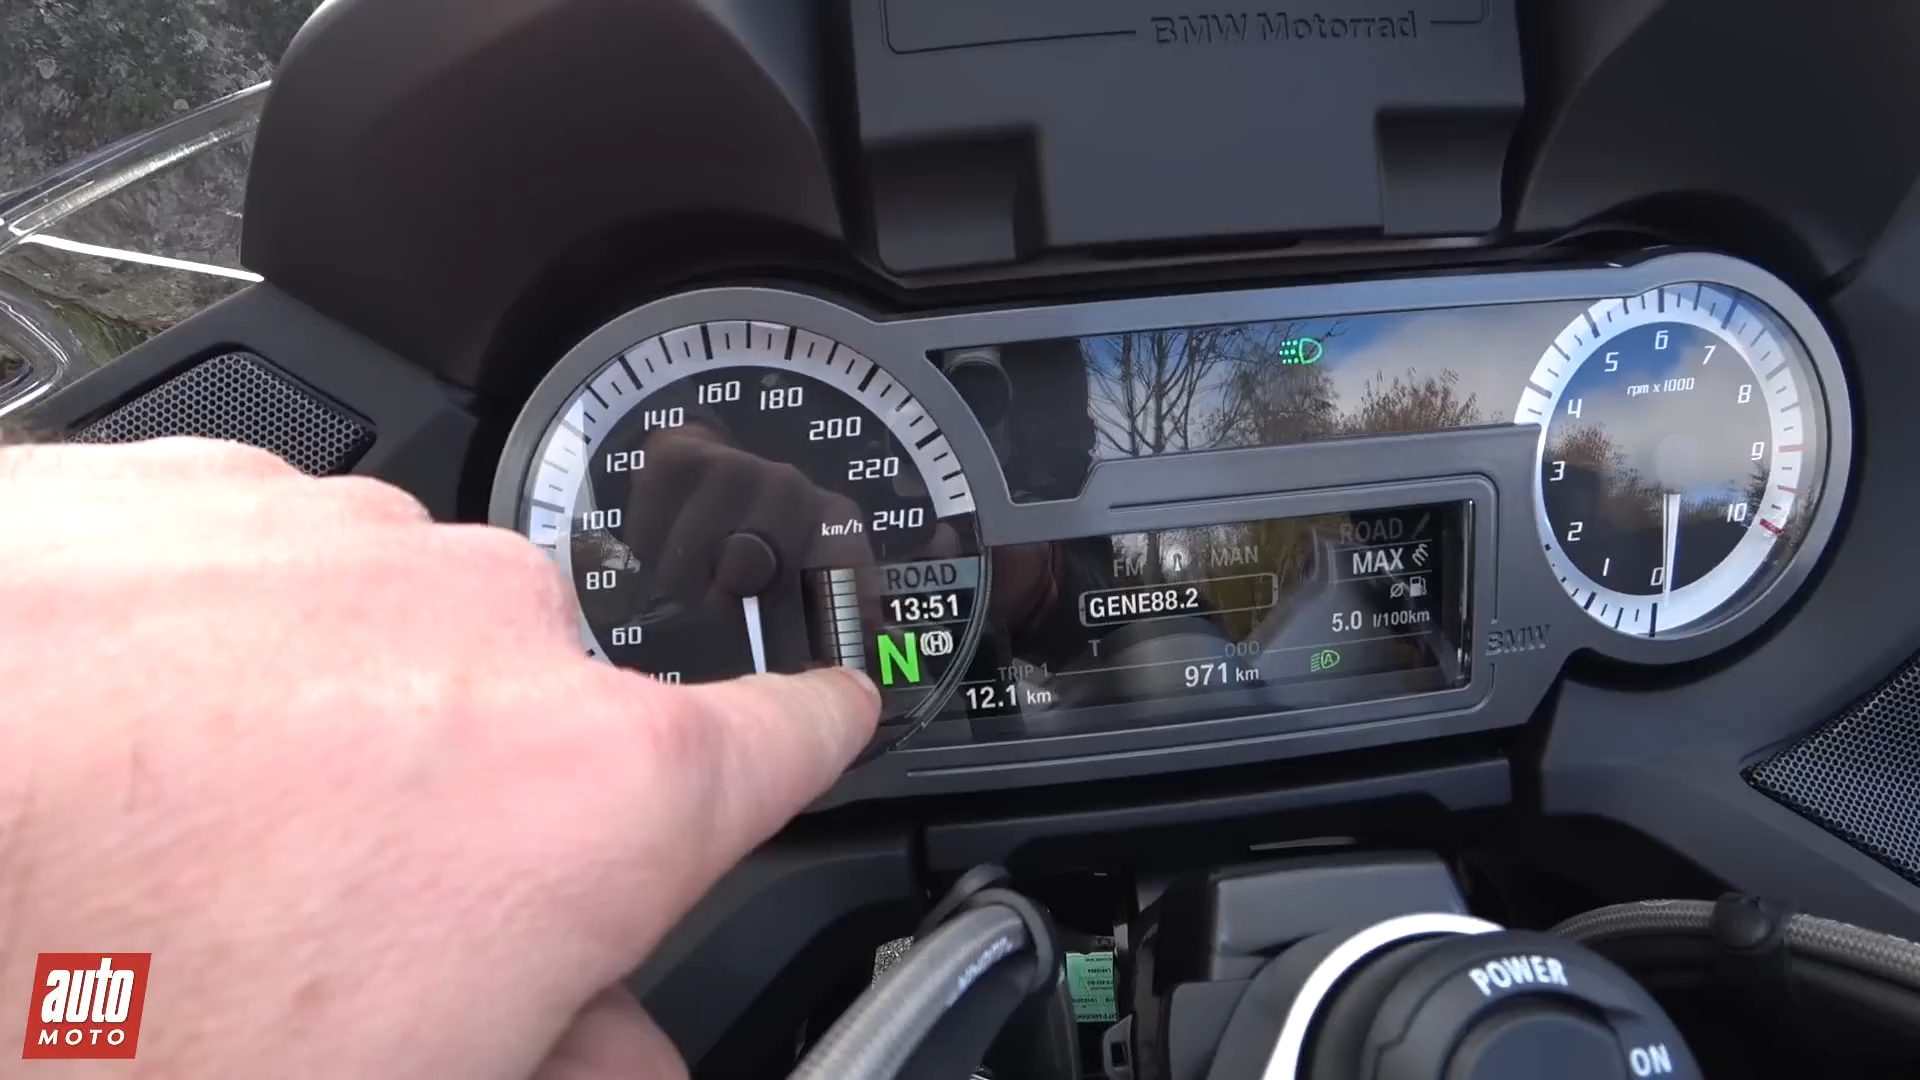 BMW Motorrad
160
180
140
200
120
220
100
km/h 240
80
60
ROAD
13:51
N
(H)
TRIP 1
12.1 km
FM
MAN
GENE88.2
T
ODO
971 km
ROAD
MAX
5.0 l/100km
A
BMW
6
5
7
rpm x 1000
8
4
9
3
10
2
1
0
POWER
ON
auto
MOTO